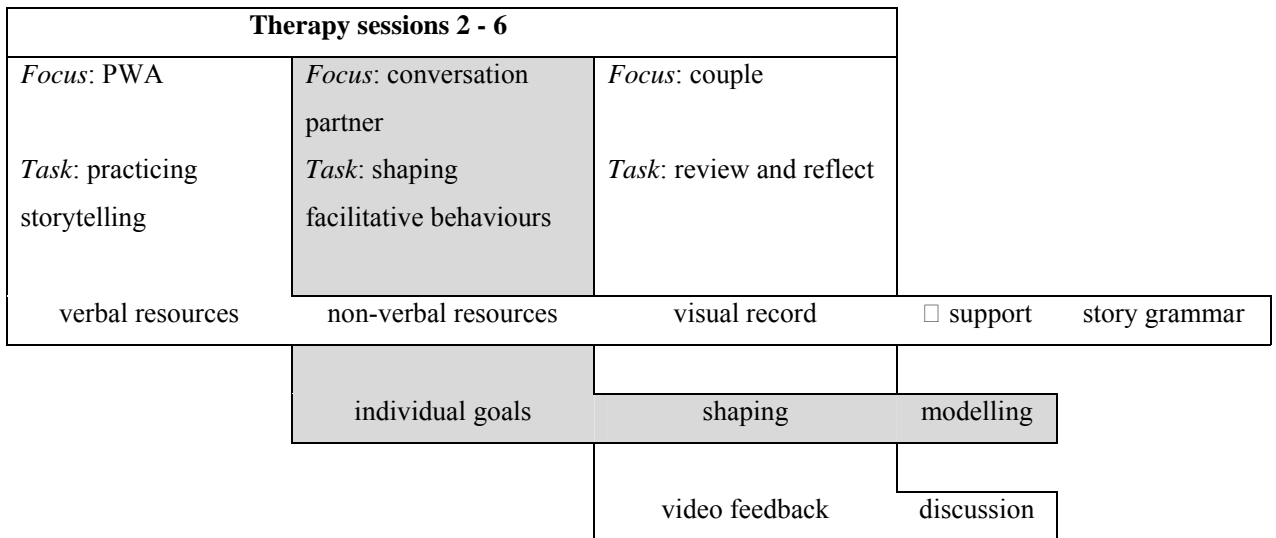 Therapy sessions 2 - 6
Focus: PWA
Focus: conversation partner
Focus: couple
Task: practicing storytelling
Task: shaping facilitative behaviours
Task: review and reflect
verbal resources non-verbal resources visual record □ support story grammar
individual goals shaping modelling
video feedback discussion